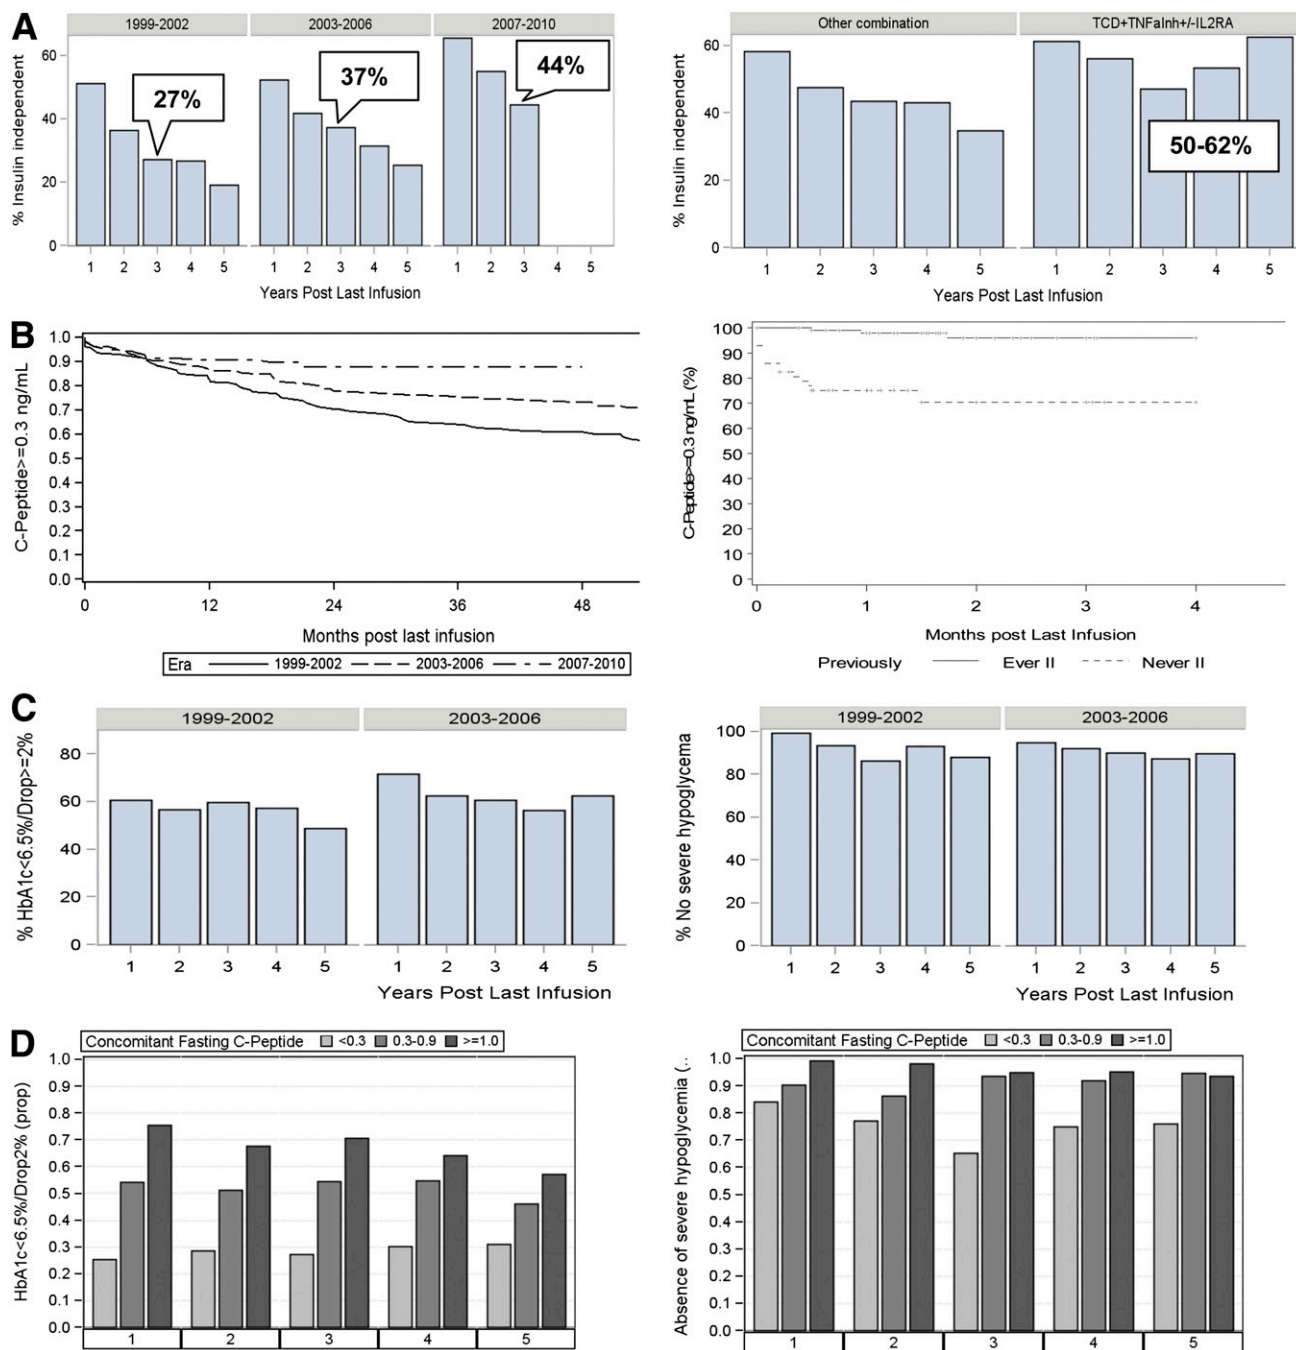 A
1999-2002 2003-2006 2007-2010
% Insulin independent
60
40
20
0
27%
37%
44%
1 2 3 4 5 1 2 3 4 5 1 2 3 4 5
Years Post Last Infusion
Other combination TCD+TNFaInh+/-IL2RA
% Insulin independent
60
40
20
0
50-62%
1 2 3 4 5 1 2 3 4 5
Years Post Last Infusion
B
C-Peptide>=0.3 ng/mL
1.0
0.9
0.8
0.7
0.6
0.5
0.4
0.3
0.2
0.1
0.0
0 12 24 36 48
Months post last infusion
Era 1999-2002 2003-2006 2007-2010
C-Peptide>=0.3 ng/mL (%)
100
90
80
70
60
50
40
30
20
10
0
0 1 2 3 4
Months post Last Infusion
Previously Ever II Never II
C
1999-2002 2003-2006
% HbA1c<6.5%/Drop>=2%
80
60
40
20
0
1 2 3 4 5 1 2 3 4 5
Years Post Last Infusion
1999-2002 2003-2006
% No severe hypoglycema
100
80
60
40
20
0
1 2 3 4 5 1 2 3 4 5
Years Post Last Infusion
D
Concomitant Fasting C-Peptide <0.3 0.3-0.9 >=1.0
HbA1c<6.5%/Drop2% (prop)
1.0
0.9
0.8
0.7
0.6
0.5
0.4
0.3
0.2
0.1
0.0
1 2 3 4 5
Concomitant Fasting C-Peptide <0.3 0.3-0.9 >=1.0
Absence of severe hypoglycemia (..
1.0
0.9
0.8
0.7
0.6
0.5
0.4
0.3
0.2
0.1
0.0
1 2 3 4 5